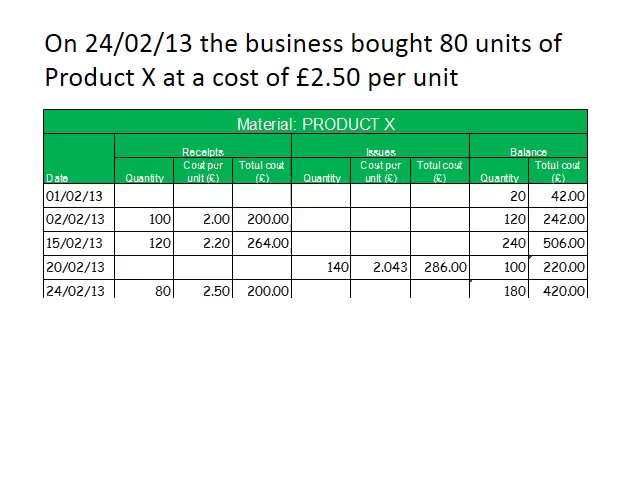 On 24/02/13 the business bought 80 units of
Product X at a cost of £2.50 per unit
Material: PRODUCT X
Receipts Issues Balance
Date Quantity Cost per unit (£) Total cost (£) Quantity Cost per unit (£) Total cost (£) Quantity Total cost (£)
01/02/13 20 42.00
02/02/13 100 2.00 200.00 120 242.00
15/02/13 120 2.20 264.00 240 506.00
20/02/13 140 2.043 286.00 100 220.00
24/02/13 80 2.50 200.00 180 420.00